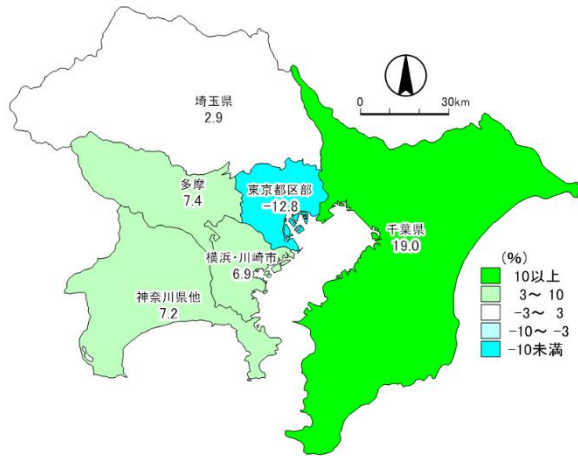 埼玉県
2.9
0 30km
多摩
7.4
東京都区部
-12.8
千葉県
19.0
横浜・川崎市
6.9
神奈川県他
7.2
(%)
10以上
3～ 10
-3～ 3
-10～ -3
-10未満